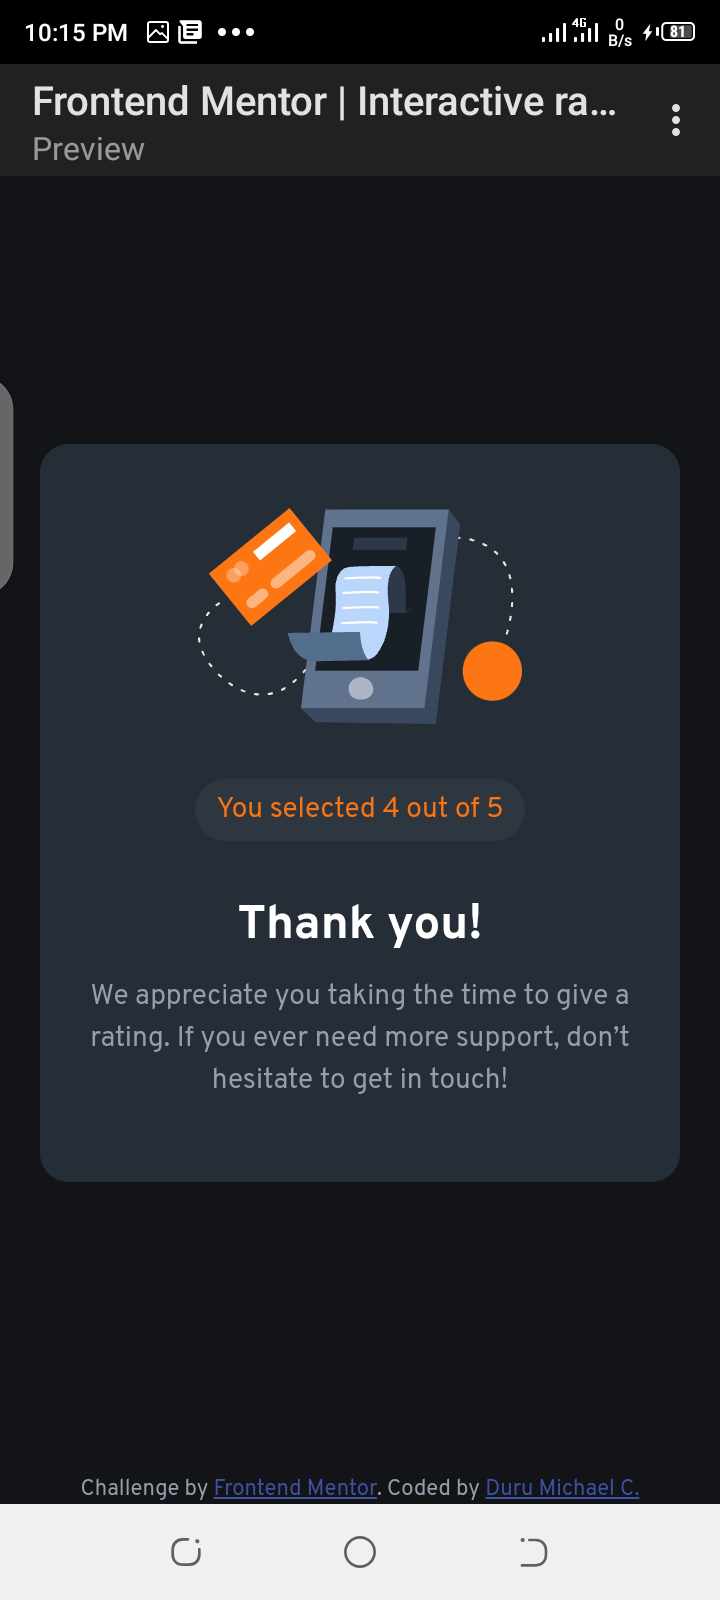 10:15 PM 4G 0 B/s 81
Frontend Mentor | Interactive ra...
Preview
You selected 4 out of 5
Thank you!
We appreciate you taking the time to give a
rating. If you ever need more support, don’t
hesitate to get in touch!
Challenge by Frontend Mentor. Coded by Duru Michael C.